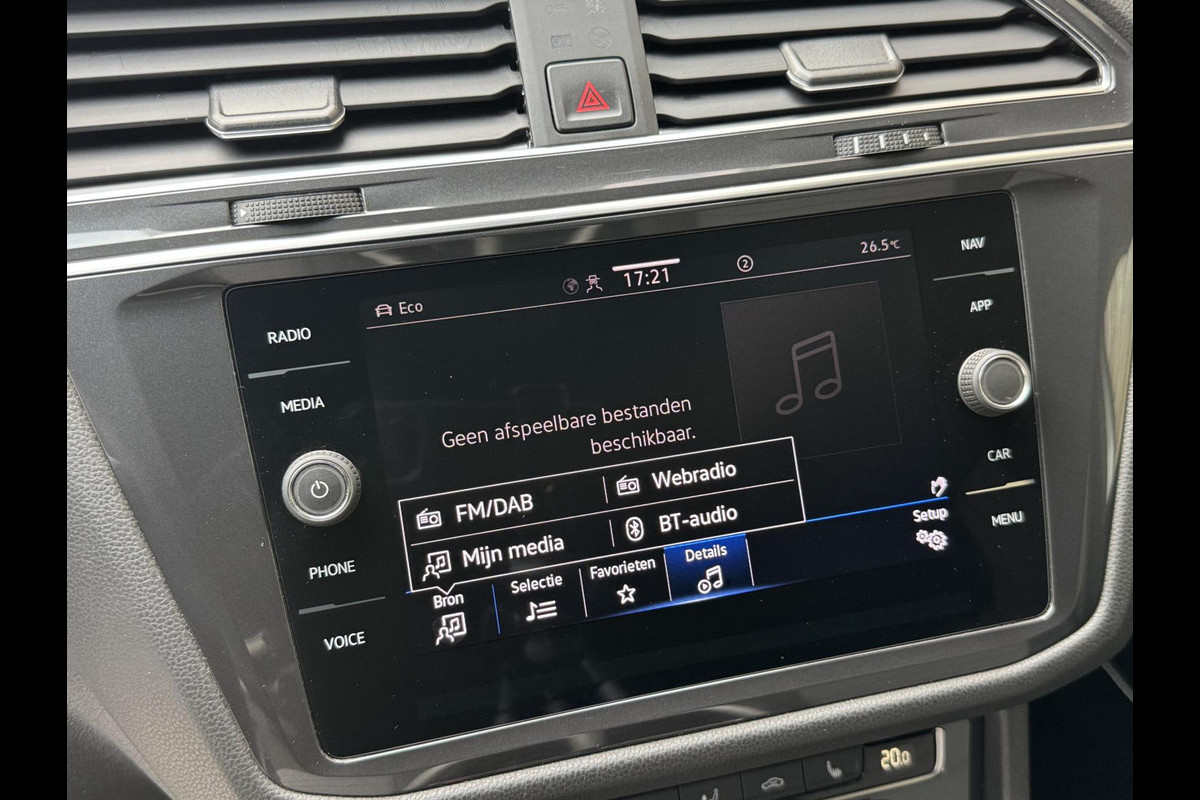 RADIO
MEDIA
PHONE
VOICE
Eco
17:21
2
26.5°C
Geen afspeelbare bestanden
beschikbaar.
FM/DAB
Webradio
Mijn media
BT-audio
Bron
Selectie
Favorieten
Details
Setup
NAV
APP
CAR
MENU
20.0